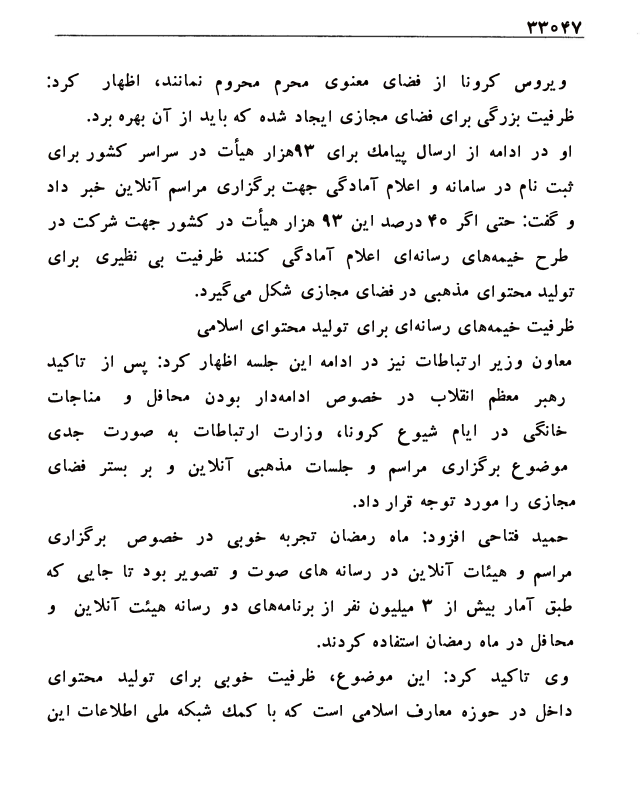 ۳۳۰۴۷
ویروس کرونا از فضای معنوی محرم محروم نمانند، اظهار کرد:
ظرفیت بزرگی برای فضای مجازی ایجاد شده که باید از آن بهره برد.
او در ادامه از ارسال پیامك برای ۹۳هزار هیأت در سراسر کشور برای
ثبت نام در سامانه و اعلام آمادگی جهت برگزاری مراسم آنلاین خبر داد
و گفت: حتی اگر ۴۰ درصد این ۹۳ هزار هیأت در کشور جهت شرکت در
طرح خیمه‌های رسانه‌ای اعلام آمادگی کنند ظرفیت بی نظیری برای
تولید محتوای مذهبی در فضای مجازی شکل می‌گیرد.
ظرفیت خیمه‌های رسانه‌ای برای تولید محتوای اسلامی
معاون وزیر ارتباطات نیز در ادامه این جلسه اظهار کرد: پس از تاکید
رهبر معظم انقلاب در خصوص ادامه‌دار بودن محافل و مناجات
خانگی در ایام شیوع کرونا، وزارت ارتباطات به صورت جدی
موضوع برگزاری مراسم و جلسات مذهبی آنلاین و بر بستر فضای
مجازی را مورد توجه قرار داد.
حمید فتاحی افزود: ماه رمضان تجربه خوبی در خصوص برگزاری
مراسم و هیئات آنلاین در رسانه های صوت و تصویر بود تا جایی که
طبق آمار بیش از ۳ میلیون نفر از برنامه‌های دو رسانه هیئت آنلاین و
محافل در ماه رمضان استفاده کردند.
وی تاکید کرد: این موضوع، ظرفیت خوبی برای تولید محتوای
داخل در حوزه معارف اسلامی است که با کمك شبکه ملی اطلاعات این